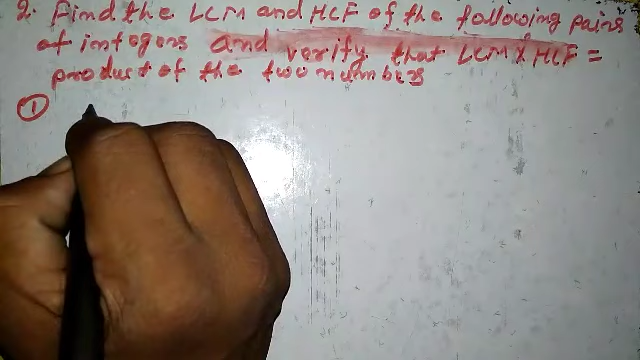 2. Find the LCM and HCF of the following pairs
of integers and verify that LCM X HCF =
product of the two numbers
①